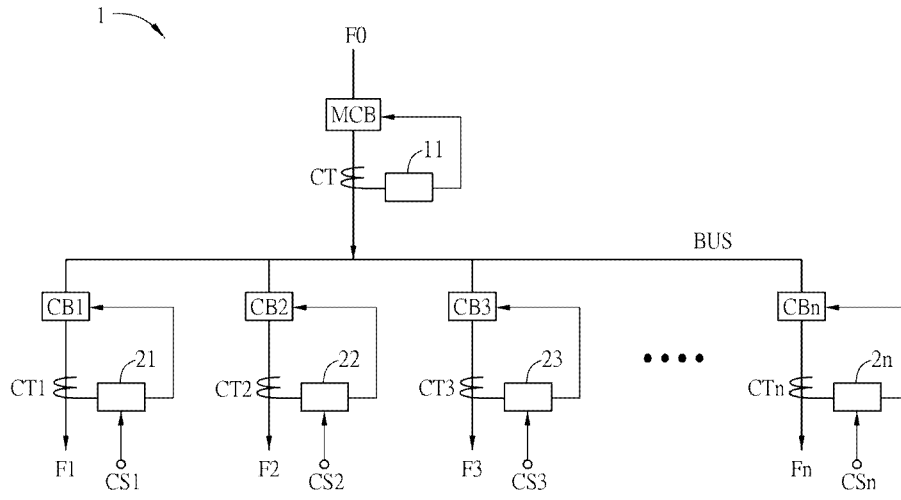 1
F0
MCB
11
CT
BUS
CB1 CB2 CB3 CBn
21 22 23 2n
CT1 CT2 CT3 CTn
F1 CS1 F2 CS2 F3 CS3 Fn CSn